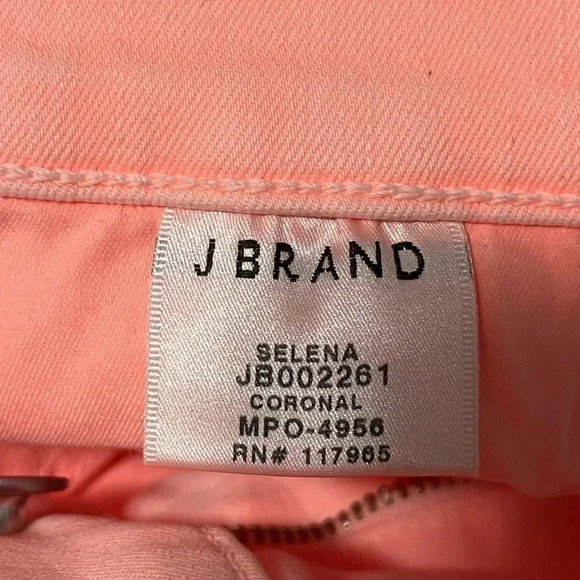 J BRAND
SELENA
JB002261
CORONAL
MPO-4956
RN# 117965